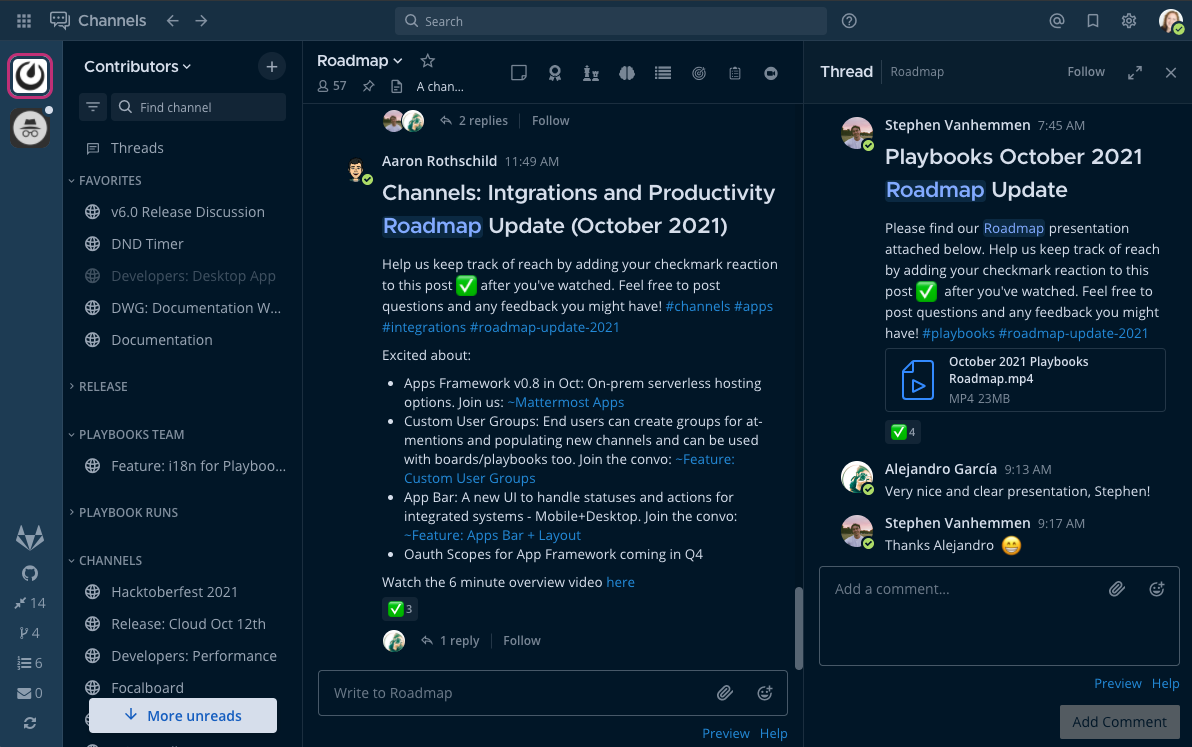 Channels
Search
Contributors
Find channel
Threads
FAVORITES
v6.0 Release Discussion
DND Timer
Developers: Desktop App
DWG: Documentation W...
Documentation
RELEASE
PLAYBOOKS TEAM
Feature: i18n for Playboo...
PLAYBOOK RUNS
CHANNELS
Hacktoberfest 2021
Release: Cloud Oct 12th
Developers: Performance
Focalboard
More unreads
14
4
6
0
Roadmap
57
A chan...
2 replies
Follow
Aaron Rothschild 11:49 AM
Channels: Intgrations and Productivity
Roadmap Update (October 2021)
Help us keep track of reach by adding your checkmark reaction
to this post ✅ after you've watched. Feel free to post
questions and any feedback you might have! #channels #apps
#integrations #roadmap-update-2021
Excited about:
• Apps Framework v0.8 in Oct: On-prem serverless hosting
options. Join us: ~Mattermost Apps
• Custom User Groups: End users can create groups for at-
mentions and populating new channels and can be used
with boards/playbooks too. Join the convo: ~Feature:
Custom User Groups
• App Bar: A new UI to handle statuses and actions for
integrated systems - Mobile+Desktop. Join the convo:
~Feature: Apps Bar + Layout
• Oauth Scopes for App Framework coming in Q4
Watch the 6 minute overview video here
✅ 3
1 reply
Follow
Write to Roadmap
Preview Help
Thread
Roadmap
Follow
Stephen Vanhemmen 7:45 AM
Playbooks October 2021
Roadmap Update
Please find our Roadmap presentation
attached below. Help us keep track of reach
by adding your checkmark reaction to this
post ✅ after you've watched. Feel free to
post questions and any feedback you might
have! #playbooks #roadmap-update-2021
October 2021 Playbooks
Roadmap.mp4
MP4 23MB
✅ 4
Alejandro García 9:13 AM
Very nice and clear presentation, Stephen!
Stephen Vanhemmen 9:17 AM
Thanks Alejandro 😁
Add a comment...
Preview Help
Add Comment